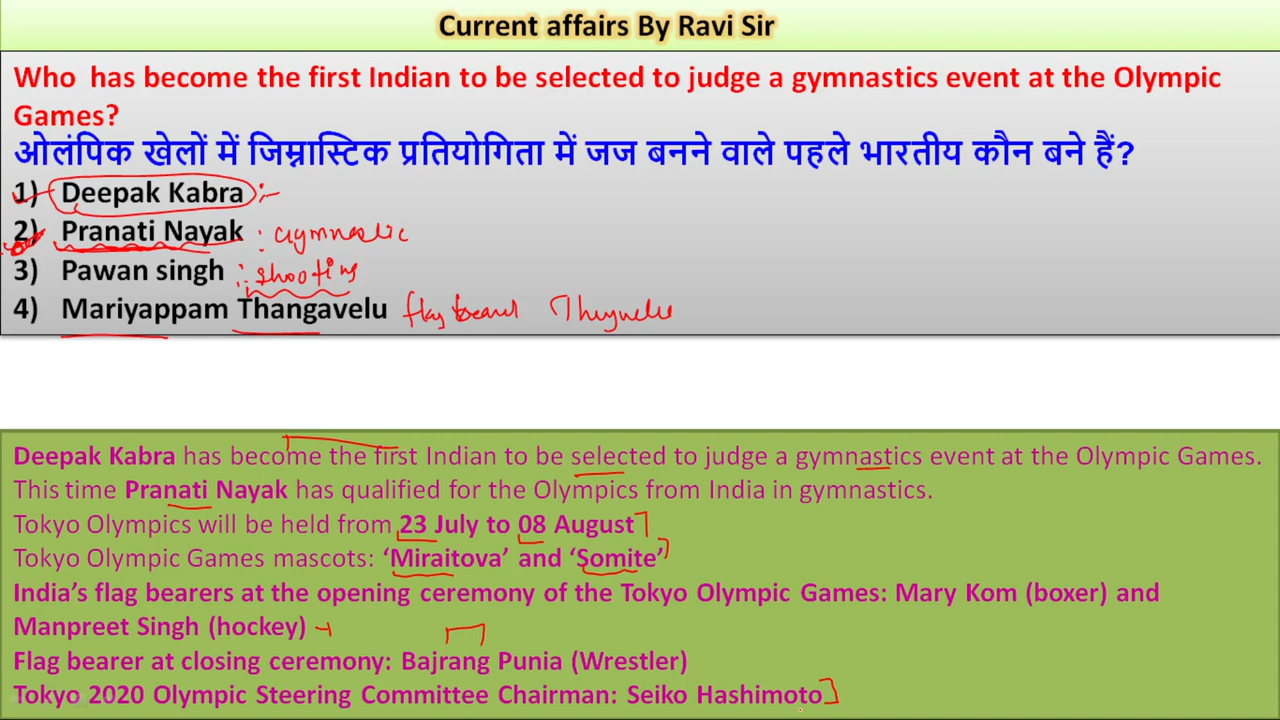 Current affairs By Ravi Sir
Who has become the first Indian to be selected to judge a gymnastics event at the Olympic
Games?
ओलंपिक खेलों में जिम्नास्टिक प्रतियोगिता में जज बनने वाले पहले भारतीय कौन बने हैं?
1) Deepak Kabra :-
2) Pranati Nayak : Gymnastic
3) Pawan singh : shooting
4) Mariyappam Thangavelu flag
Deepak Kabra has become the first Indian to be selected to judge a gymnastics event at the Olympic Games.
This time Pranati Nayak has qualified for the Olympics from India in gymnastics.
Tokyo Olympics will be held from 23 July to 08 August
Tokyo Olympic Games mascots: ‘Miraitova’ and ‘Somite’
India’s flag bearers at the opening ceremony of the Tokyo Olympic Games: Mary Kom (boxer) and
Manpreet Singh (hockey)
Flag bearer at closing ceremony: Bajrang Punia (Wrestler)
Tokyo 2020 Olympic Steering Committee Chairman: Seiko Hashimoto